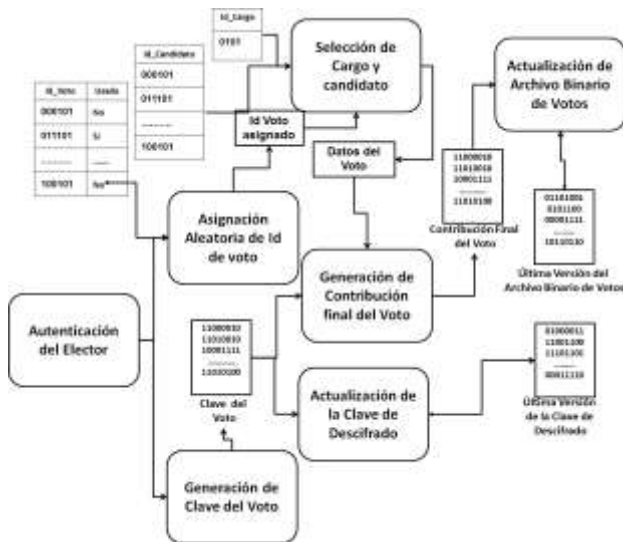 Id_Cargo
0101
Id_Candidato
000101
011101
100101
Id_Voto Usado
000101 No
011101 Si
100101 No
Selección de
Cargo y
candidato
Actualización de
Archivo Binario
de Votos
Id Voto
asignado
Datos del
Voto
11000010
11010010
10001111
11010100
Contribución Final
del Voto
01101001
0101100
00001111
10110110
Última Versión del
Archivo Binario de Votos
Asignación
Aleatoria de Id
de voto
Generación de
Contribución
final del Voto
Autenticación
del Elector
11000010
11010010
10001111
11010100
Clave del
Voto
Actualización de
la Clave de
Descifrado
01000011
11001100
11101101
00011110
Última Versión
de la Clave de
Descifrado
Generación de
Clave del Voto